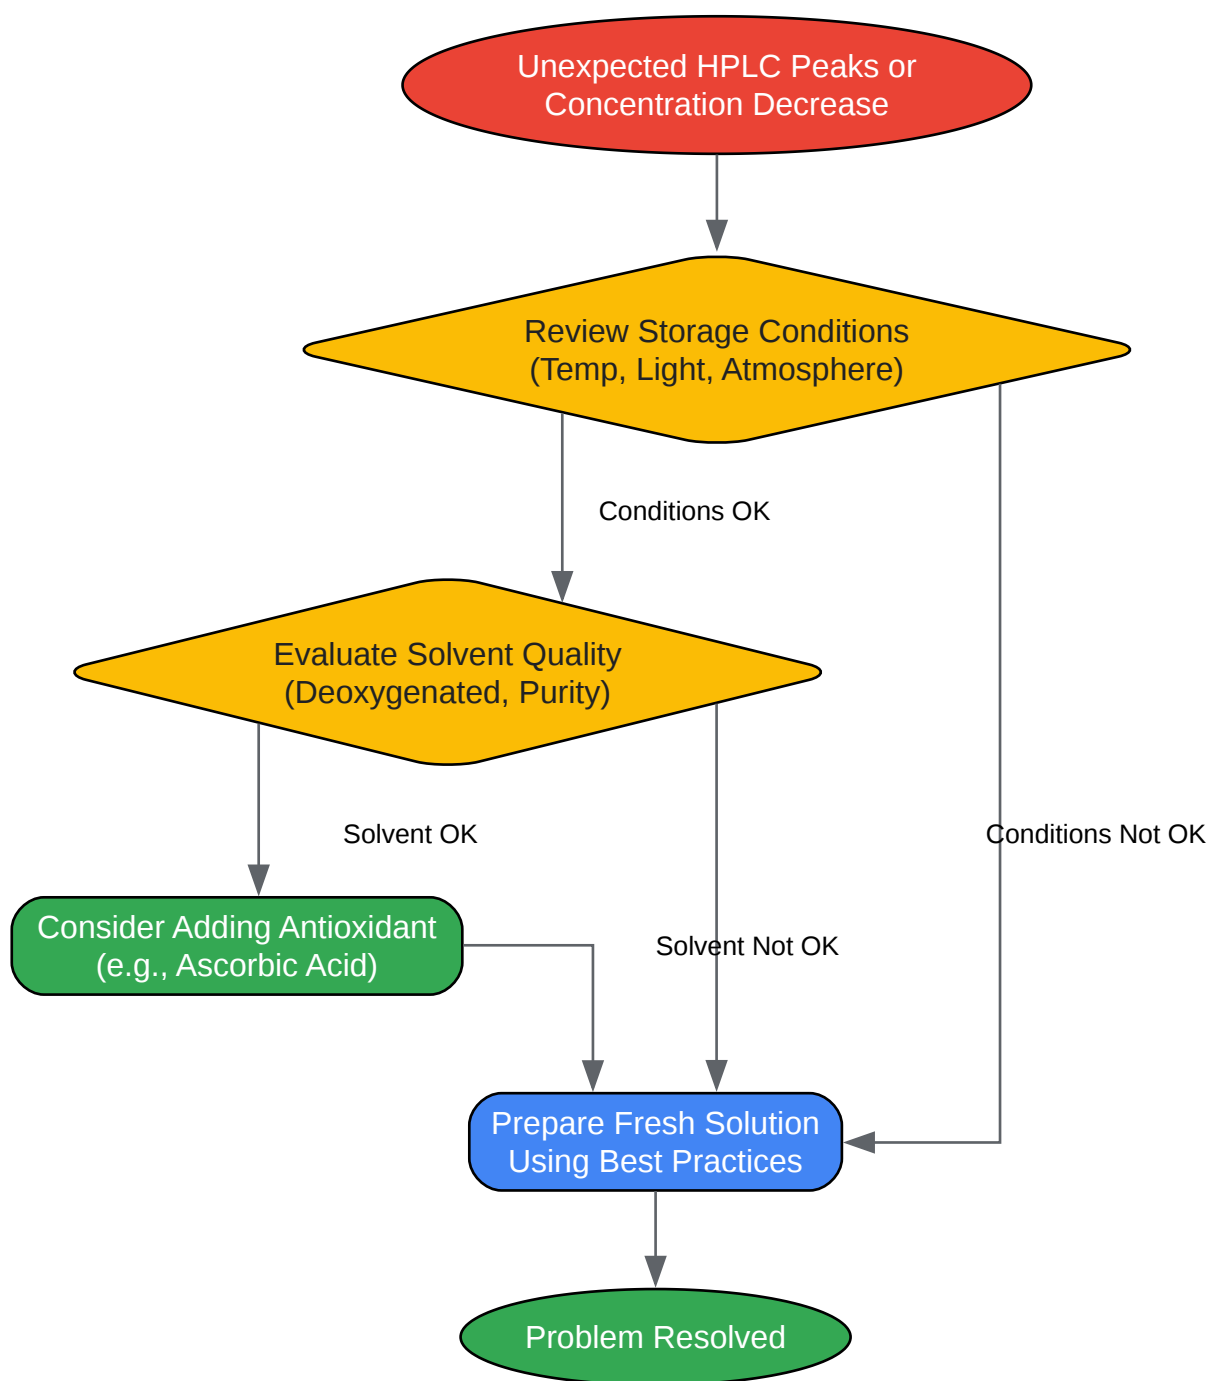 Unexpected HPLC Peaks or
Concentration Decrease
Review Storage Conditions
(Temp, Light, Atmosphere)
Conditions OK
Evaluate Solvent Quality
(Deoxygenated, Purity)
Solvent OK
Conditions Not OK
Consider Adding Antioxidant
(e.g., Ascorbic Acid)
Solvent Not OK
Prepare Fresh Solution
Using Best Practices
Problem Resolved